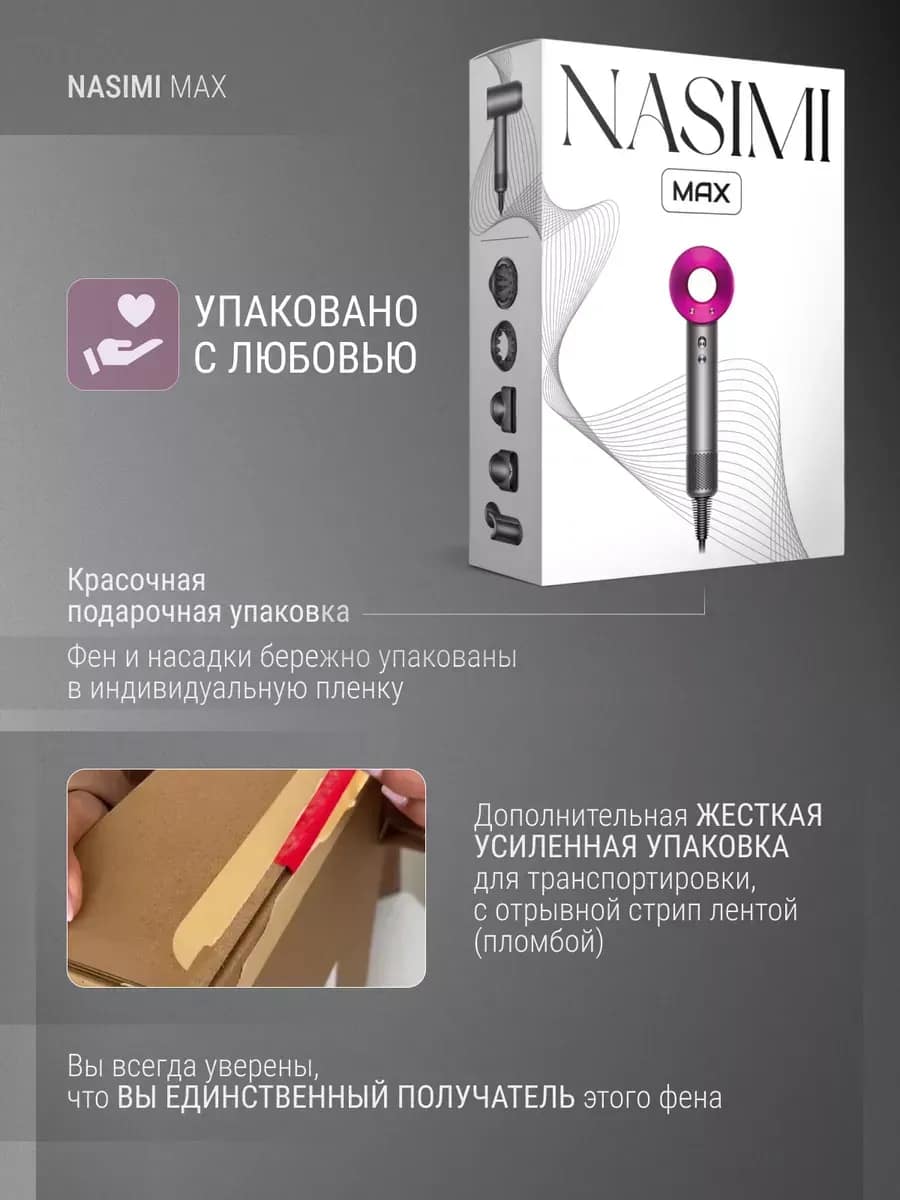 NASIMI MAX
NASIMI
MAX
УПАКОВАНО
С ЛЮБОВЬЮ
Красочная
подарочная упаковка
Фен и насадки бережно упакованы
в индивидуальную пленку
Дополнительная ЖЕСТКАЯ
УСИЛЕННАЯ УПАКОВКА
для транспортировки,
с отрывной стрип лентой
(пломбой)
Вы всегда уверены,
что ВЫ ЕДИНСТВЕННЫЙ ПОЛУЧАТЕЛЬ этого фена